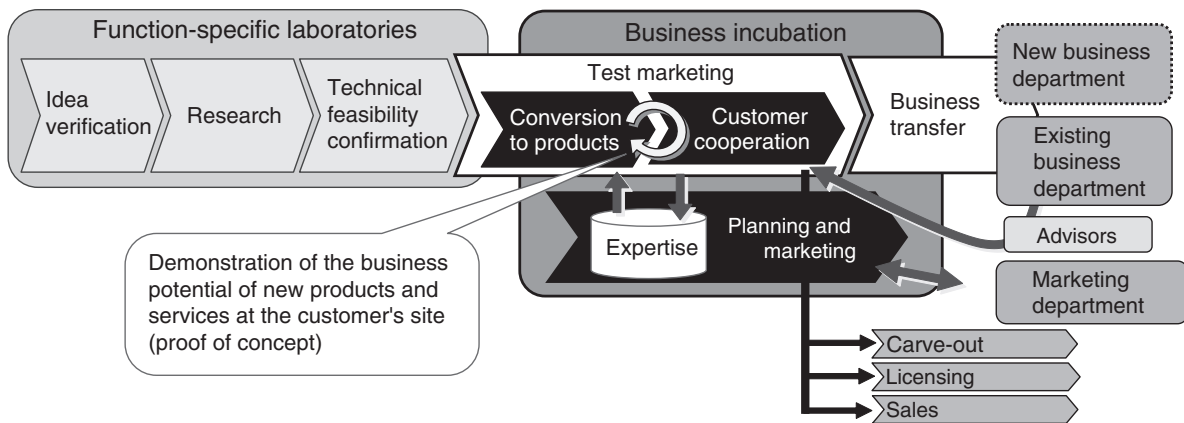 Function-specific laboratories
Idea
verification
Research
Technical
feasibility
confirmation
Business incubation
Test marketing
Conversion
to products
Customer
cooperation
Business
transfer
New business
department
Existing
business
department
Advisors
Marketing
department
Expertise
Planning and
marketing
Demonstration of the business
potential of new products and
services at the customer's site
(proof of concept)
Carve-out
Licensing
Sales